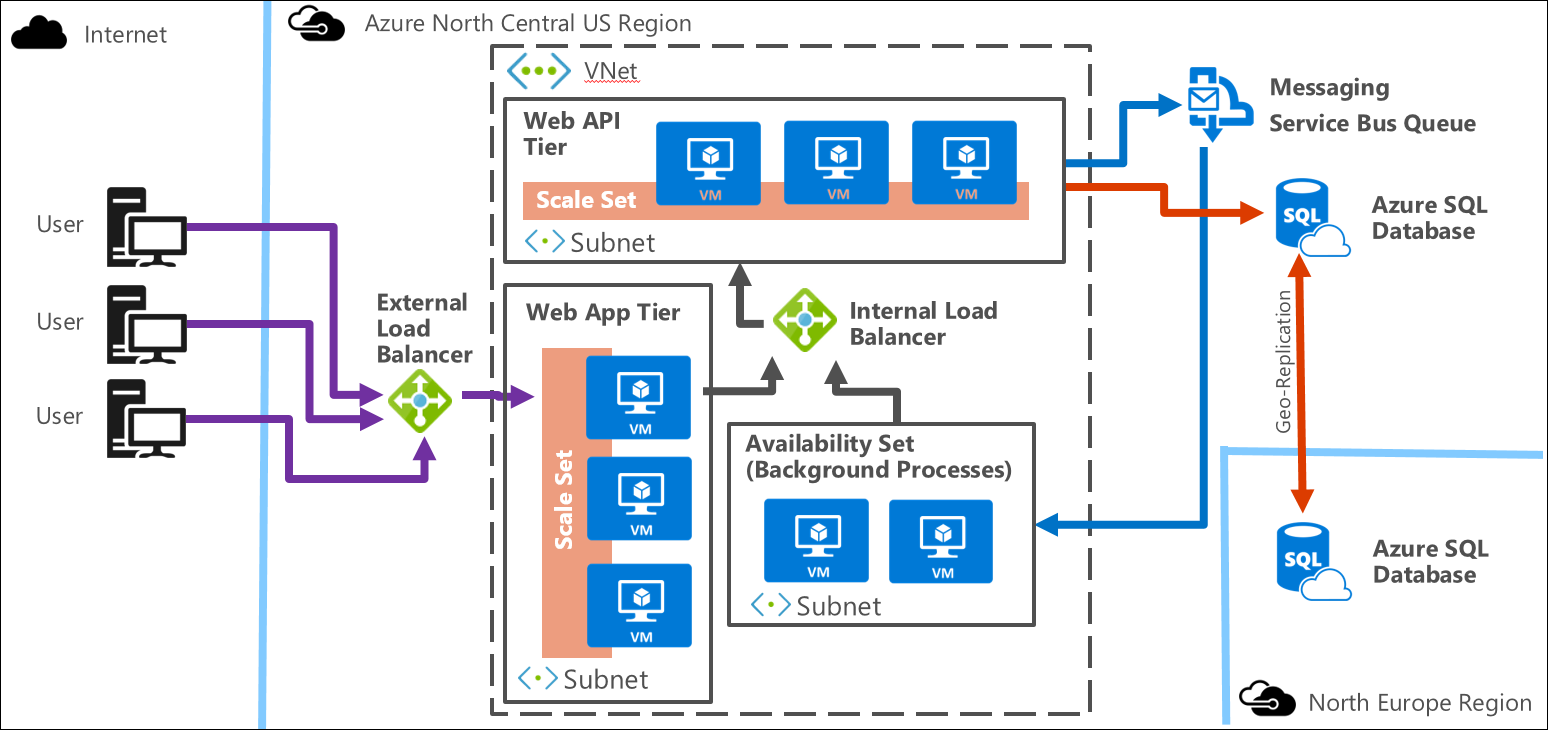 Internet
Azure North Central US Region
VNet
Web API
Tier
VM
VM
VM
Scale Set
Subnet
Messaging
Service Bus Queue
SQL
Azure SQL
Database
User
User
User
External
Load
Balancer
Web App Tier
Scale Set
VM
VM
VM
Subnet
Internal Load
Balancer
Availability Set
(Background Processes)
VM
VM
Subnet
Geo-Replication
SQL
Azure SQL
Database
North Europe Region